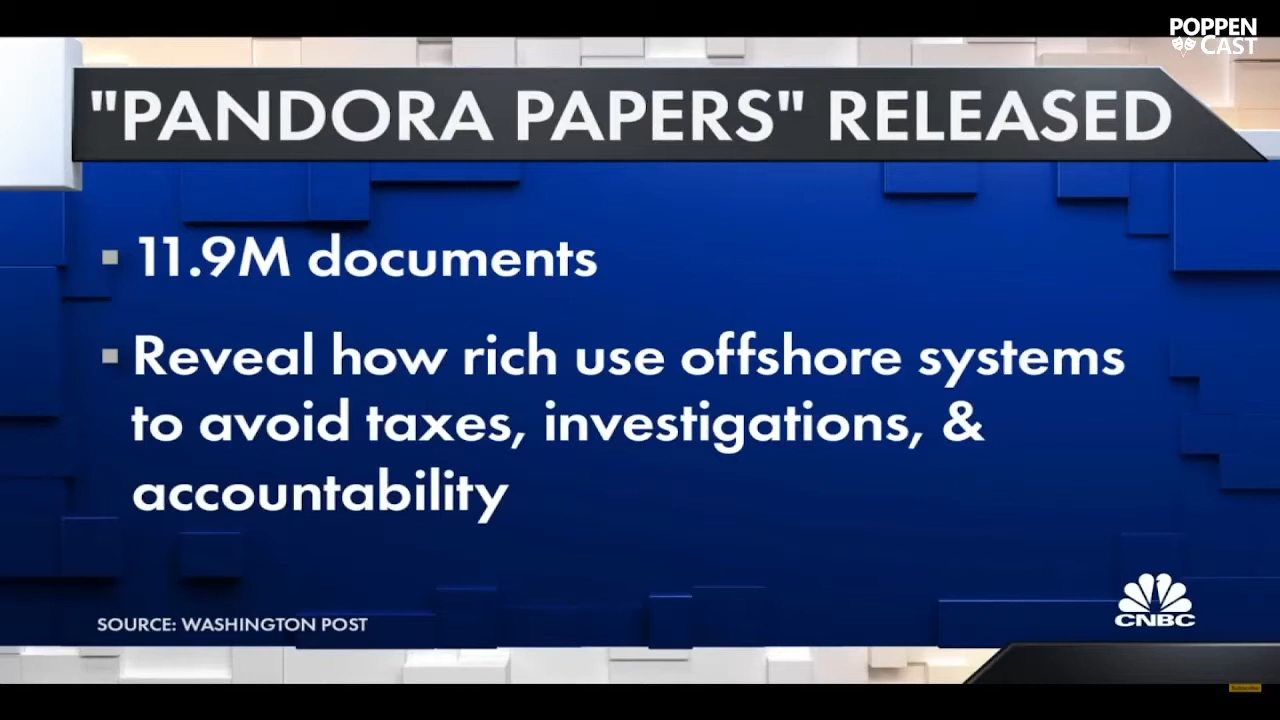 POPPEN
CAST
"PANDORA PAPERS" RELEASED
11.9M documents
Reveal how rich use offshore systems
to avoid taxes, investigations, &
accountability
SOURCE: WASHINGTON POST
CNBC
Subscribe